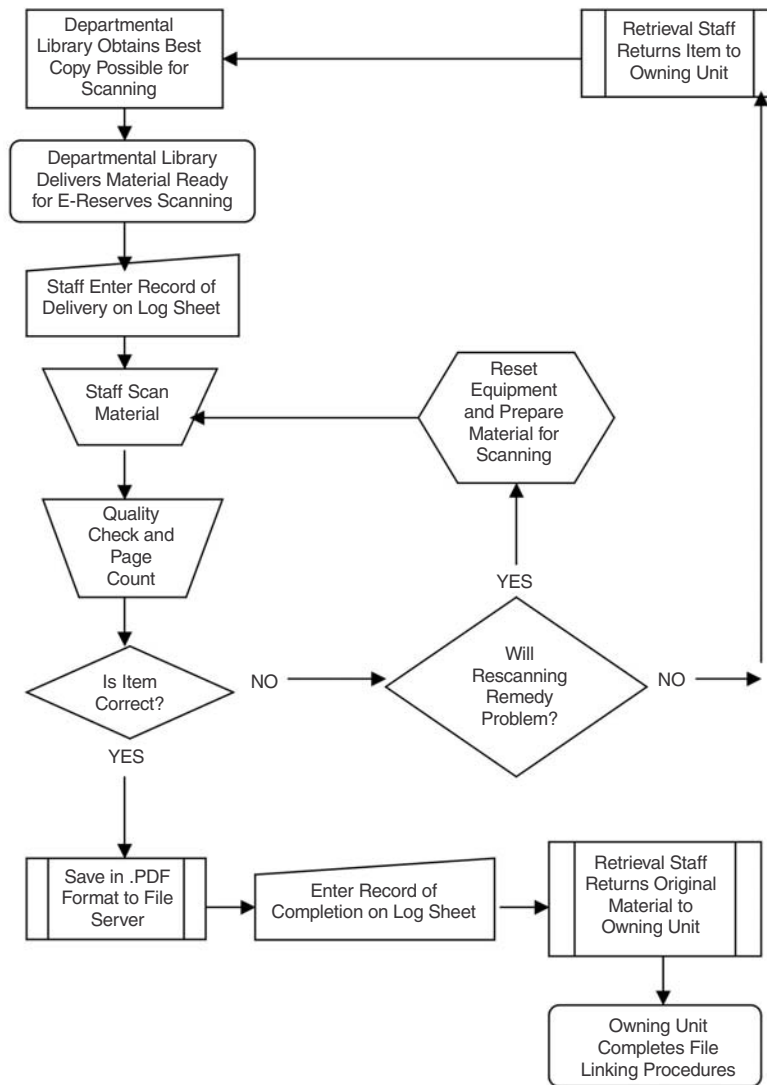 Departmental
Library Obtains Best
Copy Possible for
Scanning
Retrieval Staff
Returns Item to
Owning Unit
Departmental Library
Delivers Material Ready
for E-Reserves Scanning
Staff Enter Record of
Delivery on Log Sheet
Staff Scan
Material
Reset
Equipment
and Prepare
Material for
Scanning
Quality
Check and
Page
Count
YES
Is Item
Correct?
NO
Will
Rescanning
Remedy
Problem?
NO
YES
Save in .PDF
Format to File
Server
Enter Record of
Completion on Log Sheet
Retrieval Staff
Returns Original
Material to
Owning Unit
Owning Unit
Completes File
Linking Procedures